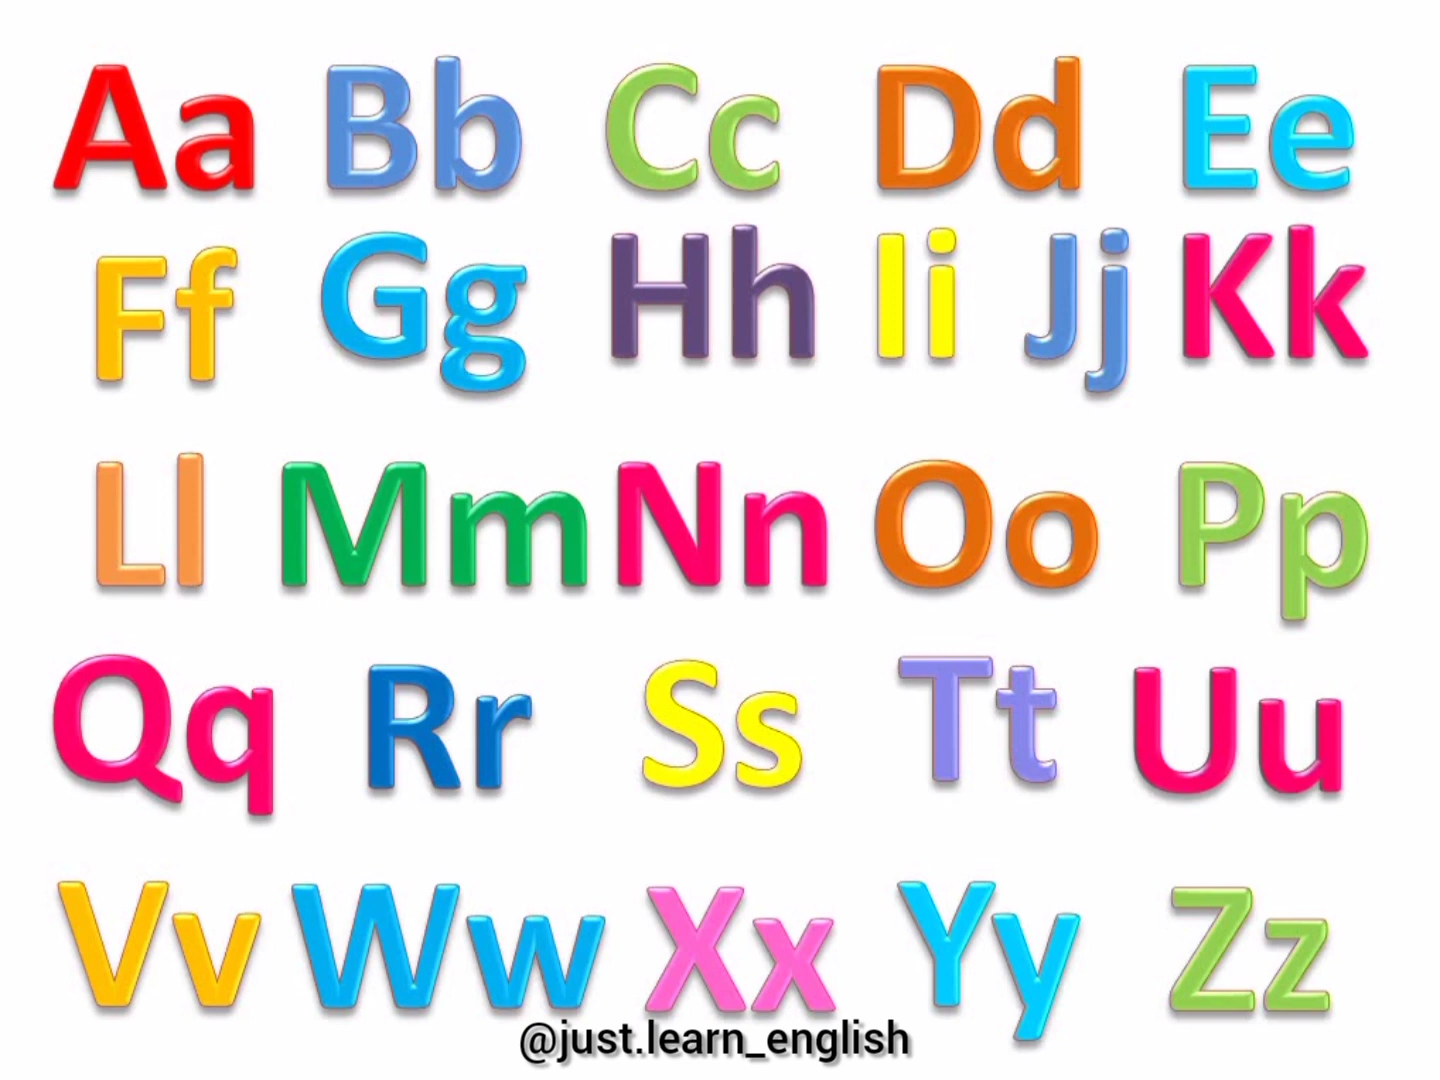 Aa Bb Cc Dd Ee
Ff Gg Hh Ii Jj Kk
Ll Mm Nn Oo Pp
Qq Rr Ss Tt Uu
Vv Ww Xx Yy Zz
@just.learn_english